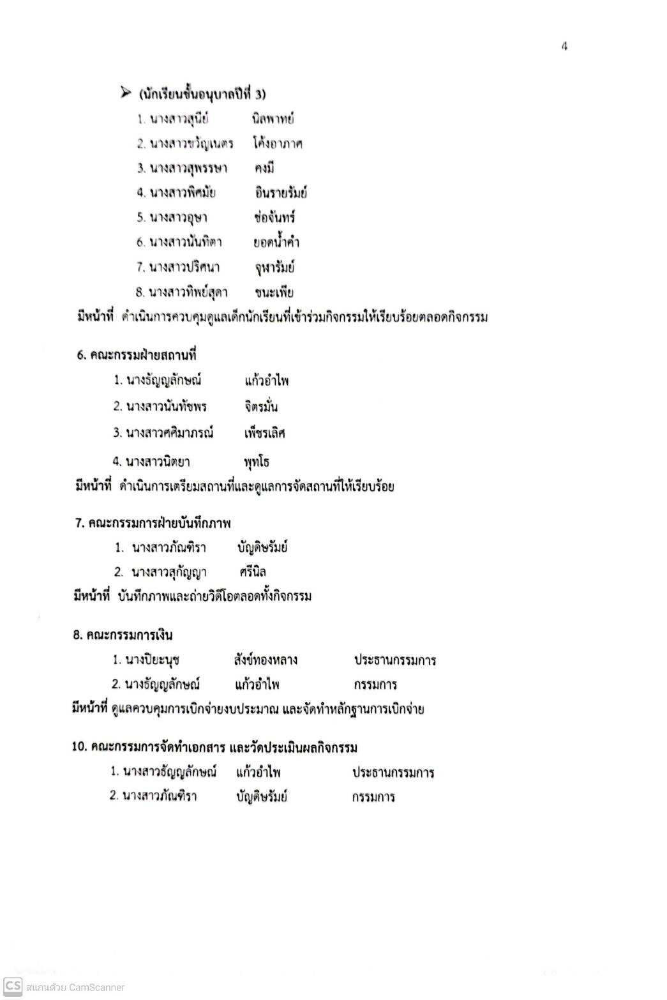 4
➢ (นักเรียนชั้นอนุบาลปีที่ 3)
1. นางสาวสุนีย์ นิลพาทย์
2. นางสาวขวัญเนตร โค้งอาภาศ
3. นางสาวสุพรรษา คงมี
4. นางสาวพิศมัย อินรายรัมย์
5. นางสาวอุษา ช่อจันทร์
6. นางสาวนันทิตา ยอดน้ำคำ
7. นางสาวปริศนา จุฬารัมย์
8. นางสาวทิพย์สุดา ชนะเพีย
มีหน้าที่ ดำเนินการควบคุมดูแลเด็กนักเรียนที่เข้าร่วมกิจกรรมให้เรียบร้อยตลอดกิจกรรม
6. คณะกรรมฝ่ายสถานที่
1. นางธัญญลักษณ์ แก้วอำไพ
2. นางสาวนันทัชพร จิตรมั่น
3. นางสาวศศิมาภรณ์ เพ็ชรเลิศ
4. นางสาวนิตยา พุทโธ
มีหน้าที่ ดำเนินการเตรียมสถานที่และดูแลการจัดสถานที่ให้เรียบร้อย
7. คณะกรรมการฝ่ายบันทึกภาพ
1. นางสาวภัณฑิรา บัญดิษรัมย์
2. นางสาวสุกัญญา ศรีนิล
มีหน้าที่ บันทึกภาพและถ่ายวิดีโอตลอดทั้งกิจกรรม
8. คณะกรรมการเงิน
1. นางปิยะนุช สังข์ทองหลาง ประธานกรรมการ
2. นางธัญญลักษณ์ แก้วอำไพ กรรมการ
มีหน้าที่ ดูแลควบคุมการเบิกจ่ายงบประมาณ และจัดทำหลักฐานการเบิกจ่าย
10. คณะกรรมการจัดทำเอกสาร และวัดประเมินผลกิจกรรม
1. นางสาวธัญญลักษณ์ แก้วอำไพ ประธานกรรมการ
2. นางสาวภัณฑิรา บัญดิษรัมย์ กรรมการ
CS สแกนด้วย CamScanner